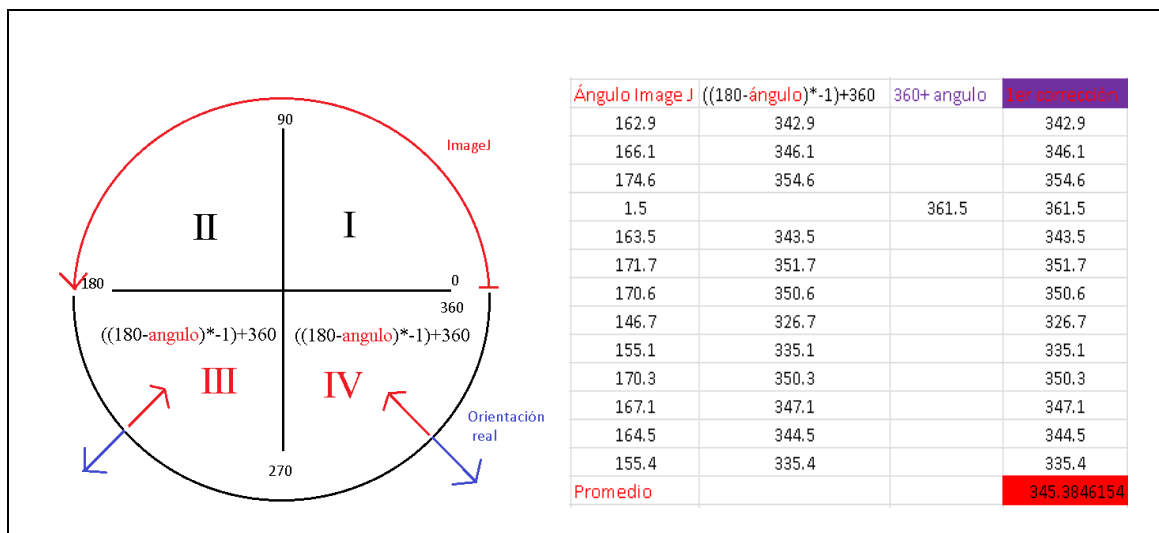 90
ImageJ
II I
180 0
360
((180-angulo)*-1)+360 ((180-angulo)*-1)+360
III IV
Orientación
real
270
Ángulo Image J ((180-ángulo)*-1)+360 360+ angulo 1er corrección
162.9 342.9 342.9
166.1 346.1 346.1
174.6 354.6 354.6
1.5 361.5 361.5
163.5 343.5 343.5
171.7 351.7 351.7
170.6 350.6 350.6
146.7 326.7 326.7
155.1 335.1 335.1
170.3 350.3 350.3
167.1 347.1 347.1
164.5 344.5 344.5
155.4 335.4 335.4
Promedio 345.3846154